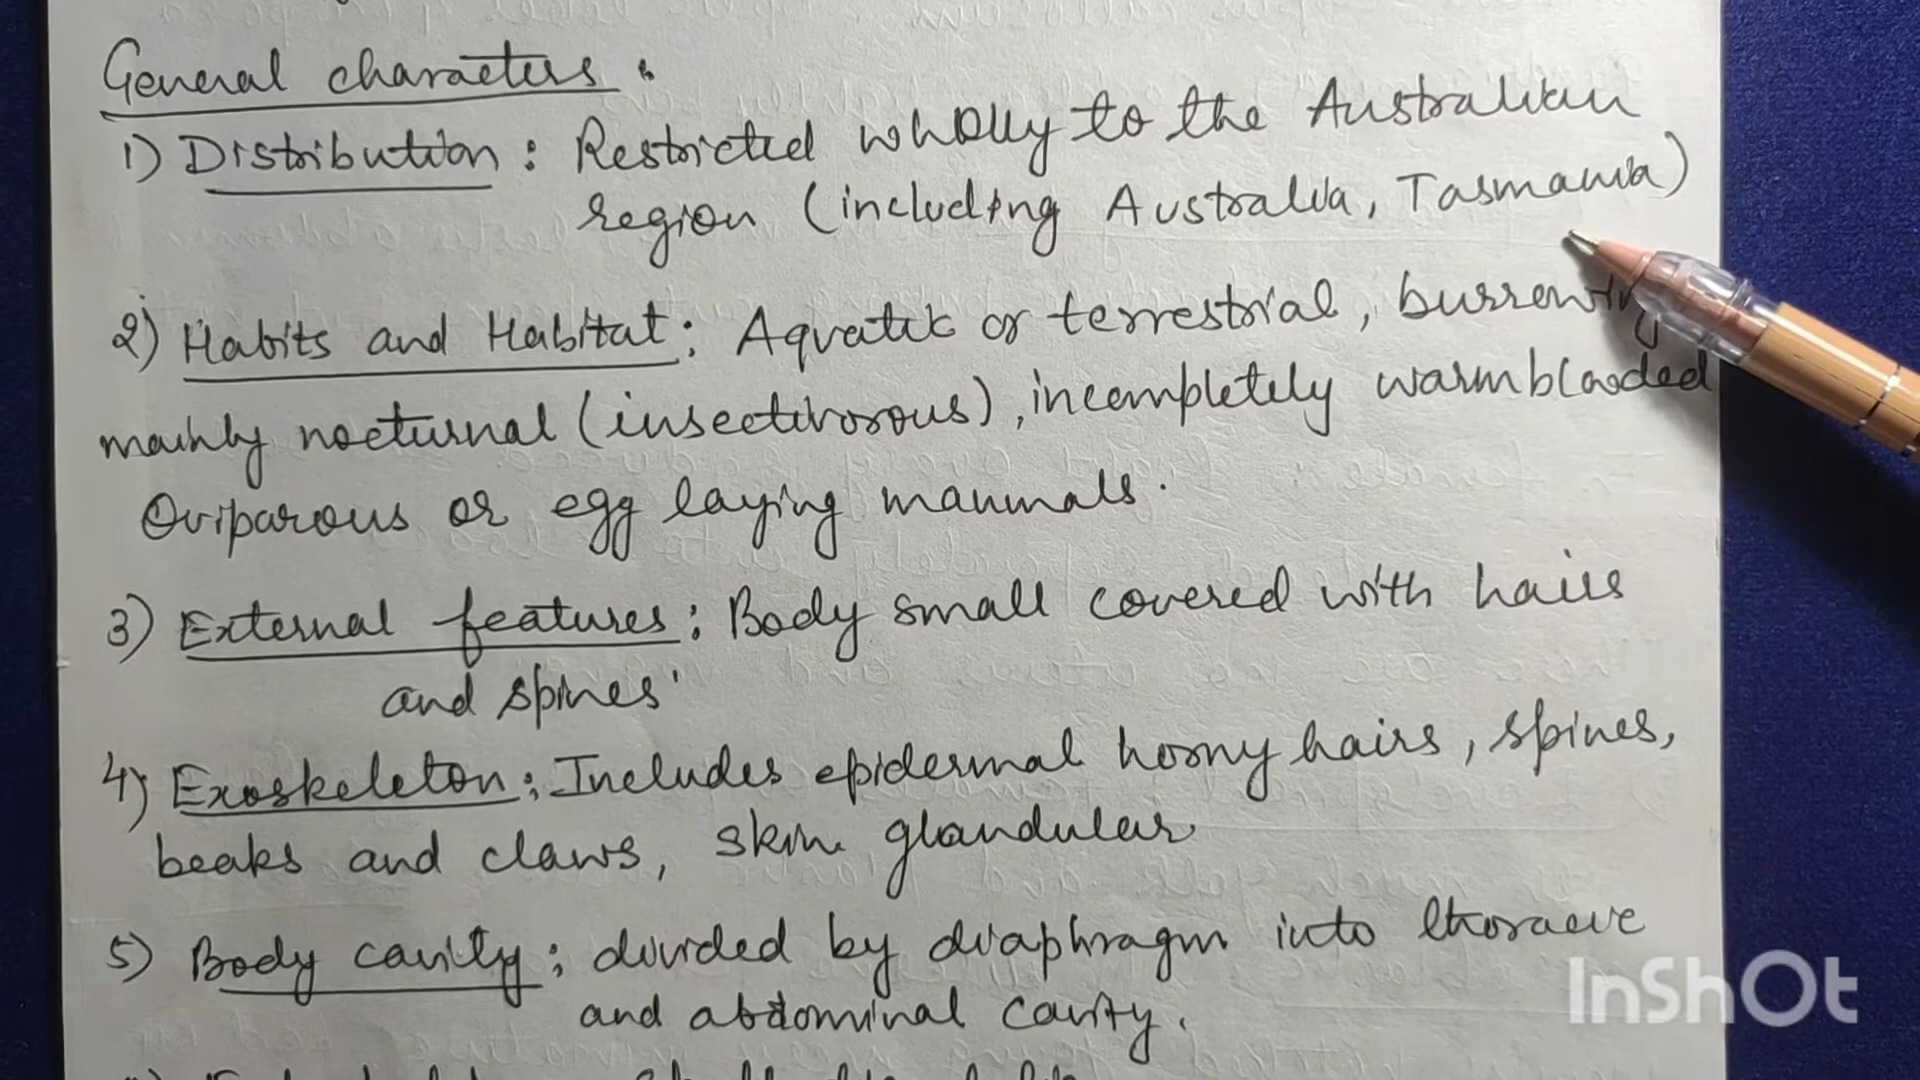 General characters :
1) Distribution : Restricted wholly to the Australian
region (including Australia, Tasmania)
2) Habits and Habitat : Aquatic or terrestrial, burrowing
mainly nocturnal (insectivorous), incompletely warmblooded
Oviparous or egg laying mammals.
3) External features : Body small covered with hairs
and spines.
4) Exoskeleton : Includes epidermal horny hairs, spines,
beaks and claws, skin glandular
5) Body cavity : divided by diaphragm into thoracic
and abdominal cavity.
InShOt